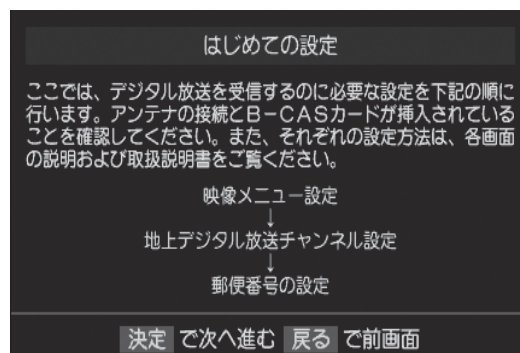 はじめての設定
ここでは、デジタル放送を受信するのに必要な設定を下記の順に
行います。アンテナの接続とB－CASカードが挿入されている
ことを確認してください。また、それぞれの設定方法は、各画面
の説明および取扱説明書をご覧ください。
映像メニュー設定
↓
地上デジタル放送チャンネル設定
↓
郵便番号の設定
決定 で次へ進む 戻る で前画面